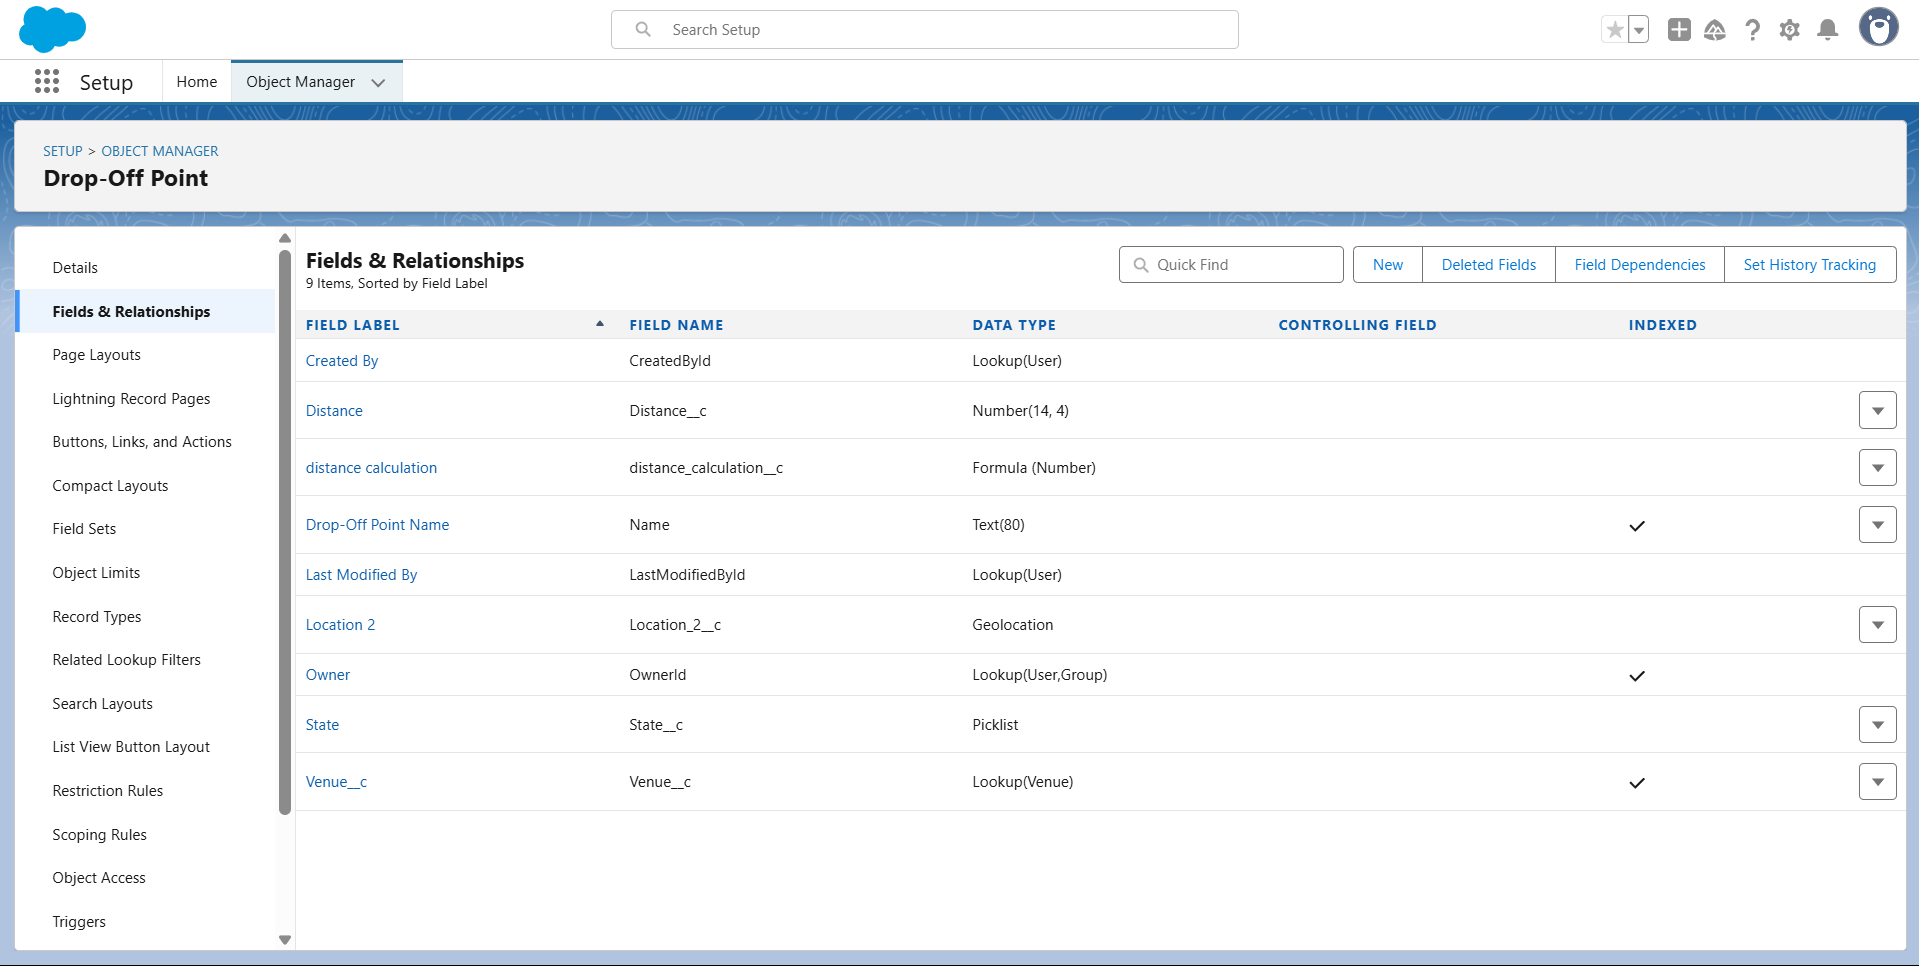 Search Setup
Setup
Home
Object Manager
SETUP > OBJECT MANAGER
Drop-Off Point
Details
Fields & Relationships
Page Layouts
Lightning Record Pages
Buttons, Links, and Actions
Compact Layouts
Field Sets
Object Limits
Record Types
Related Lookup Filters
Search Layouts
List View Button Layout
Restriction Rules
Scoping Rules
Object Access
Triggers
Fields & Relationships
9 Items, Sorted by Field Label
Quick Find
New
Deleted Fields
Field Dependencies
Set History Tracking
FIELD LABEL FIELD NAME DATA TYPE CONTROLLING FIELD INDEXED
Created By CreatedById Lookup(User)
Distance Distance__c Number(14, 4)
distance calculation distance_calculation__c Formula (Number)
Drop-Off Point Name Name Text(80)
Last Modified By LastModifiedById Lookup(User)
Location 2 Location_2__c Geolocation
Owner OwnerId Lookup(User,Group)
State State__c Picklist
Venue__c Venue__c Lookup(Venue)